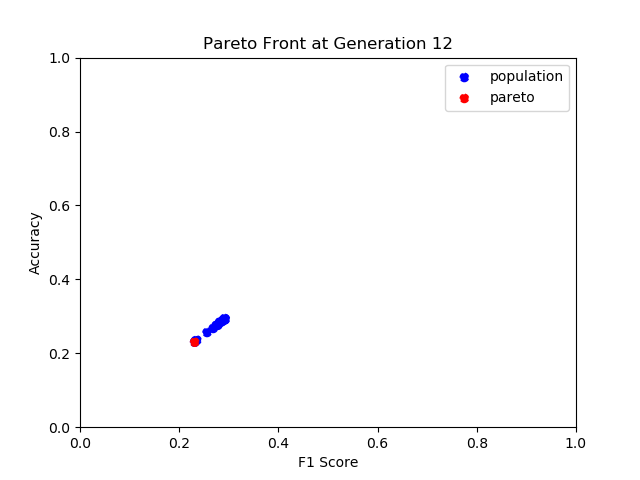 Pareto Front at Generation 12
population
pareto
Accuracy
1.0
0.8
0.6
0.4
0.2
0.0
0.0 0.2 0.4 0.6 0.8 1.0
F1 Score